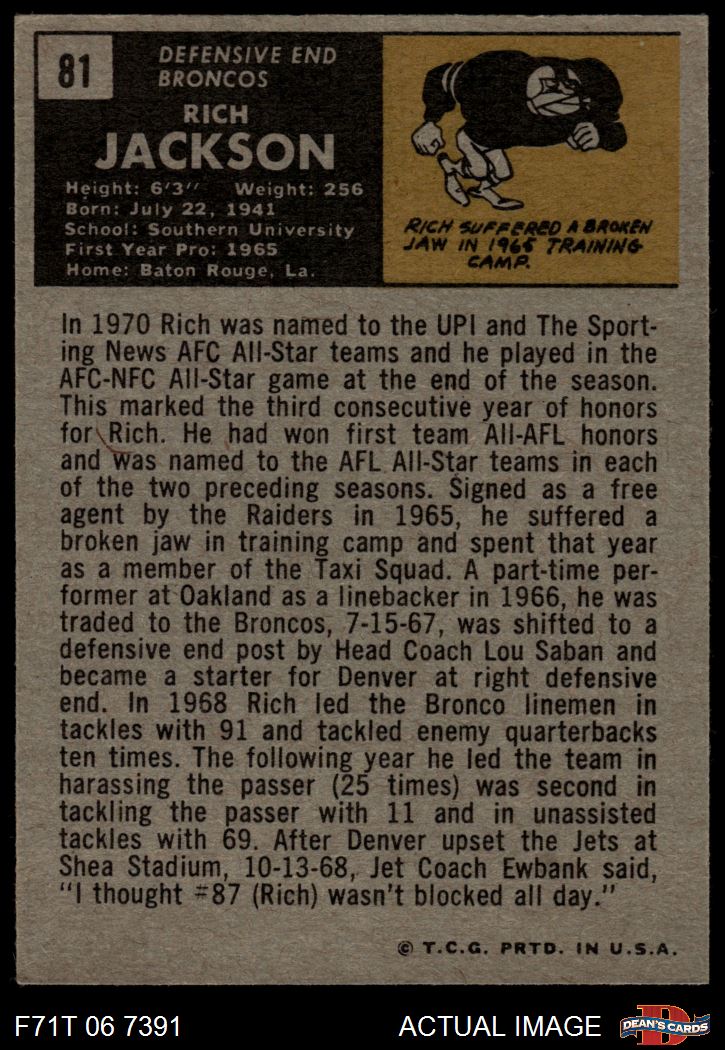 81
DEFENSIVE END
BRONCOS
RICH
JACKSON
Height: 6'3'' Weight: 256
Born: July 22, 1941
School: Southern University
First Year Pro: 1965
Home: Baton Rouge, La.
RICH SUFFERED A BROKEN
JAW IN 1965 TRAINING
CAMP.
In 1970 Rich was named to the UPI and The Sport-
ing News AFC All-Star teams and he played in the
AFC-NFC All-Star game at the end of the season.
This marked the third consecutive year of honors
for Rich. He had won first team All-AFL honors
and was named to the AFL All-Star teams in each
of the two preceding seasons. Signed as a free
agent by the Raiders in 1965, he suffered a
broken jaw in training camp and spent that year
as a member of the Taxi Squad. A part-time per-
former at Oakland as a linebacker in 1966, he was
traded to the Broncos, 7-15-67, was shifted to a
defensive end post by Head Coach Lou Saban and
became a starter for Denver at right defensive
end. In 1968 Rich led the Bronco linemen in
tackles with 91 and tackled enemy quarterbacks
ten times. The following year he led the team in
harassing the passer (25 times) was second in
tackling the passer with 11 and in unassisted
tackles with 69. After Denver upset the Jets at
Shea Stadium, 10-13-68, Jet Coach Ewbank said,
"I thought #87 (Rich) wasn't blocked all day."
© T.C.G. PRTD. IN U.S.A.
F71T 06 7391 ACTUAL IMAGE D DEAN'S CARDS